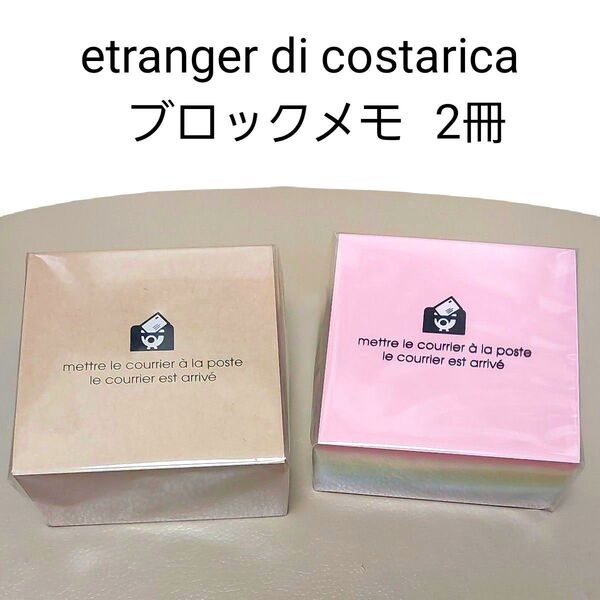 etranger di costarica
ブロックメモ 2冊
mettre le courrier à la poste
le courrier est arrivé
mettre le courrier à la poste
le courrier est arrivé